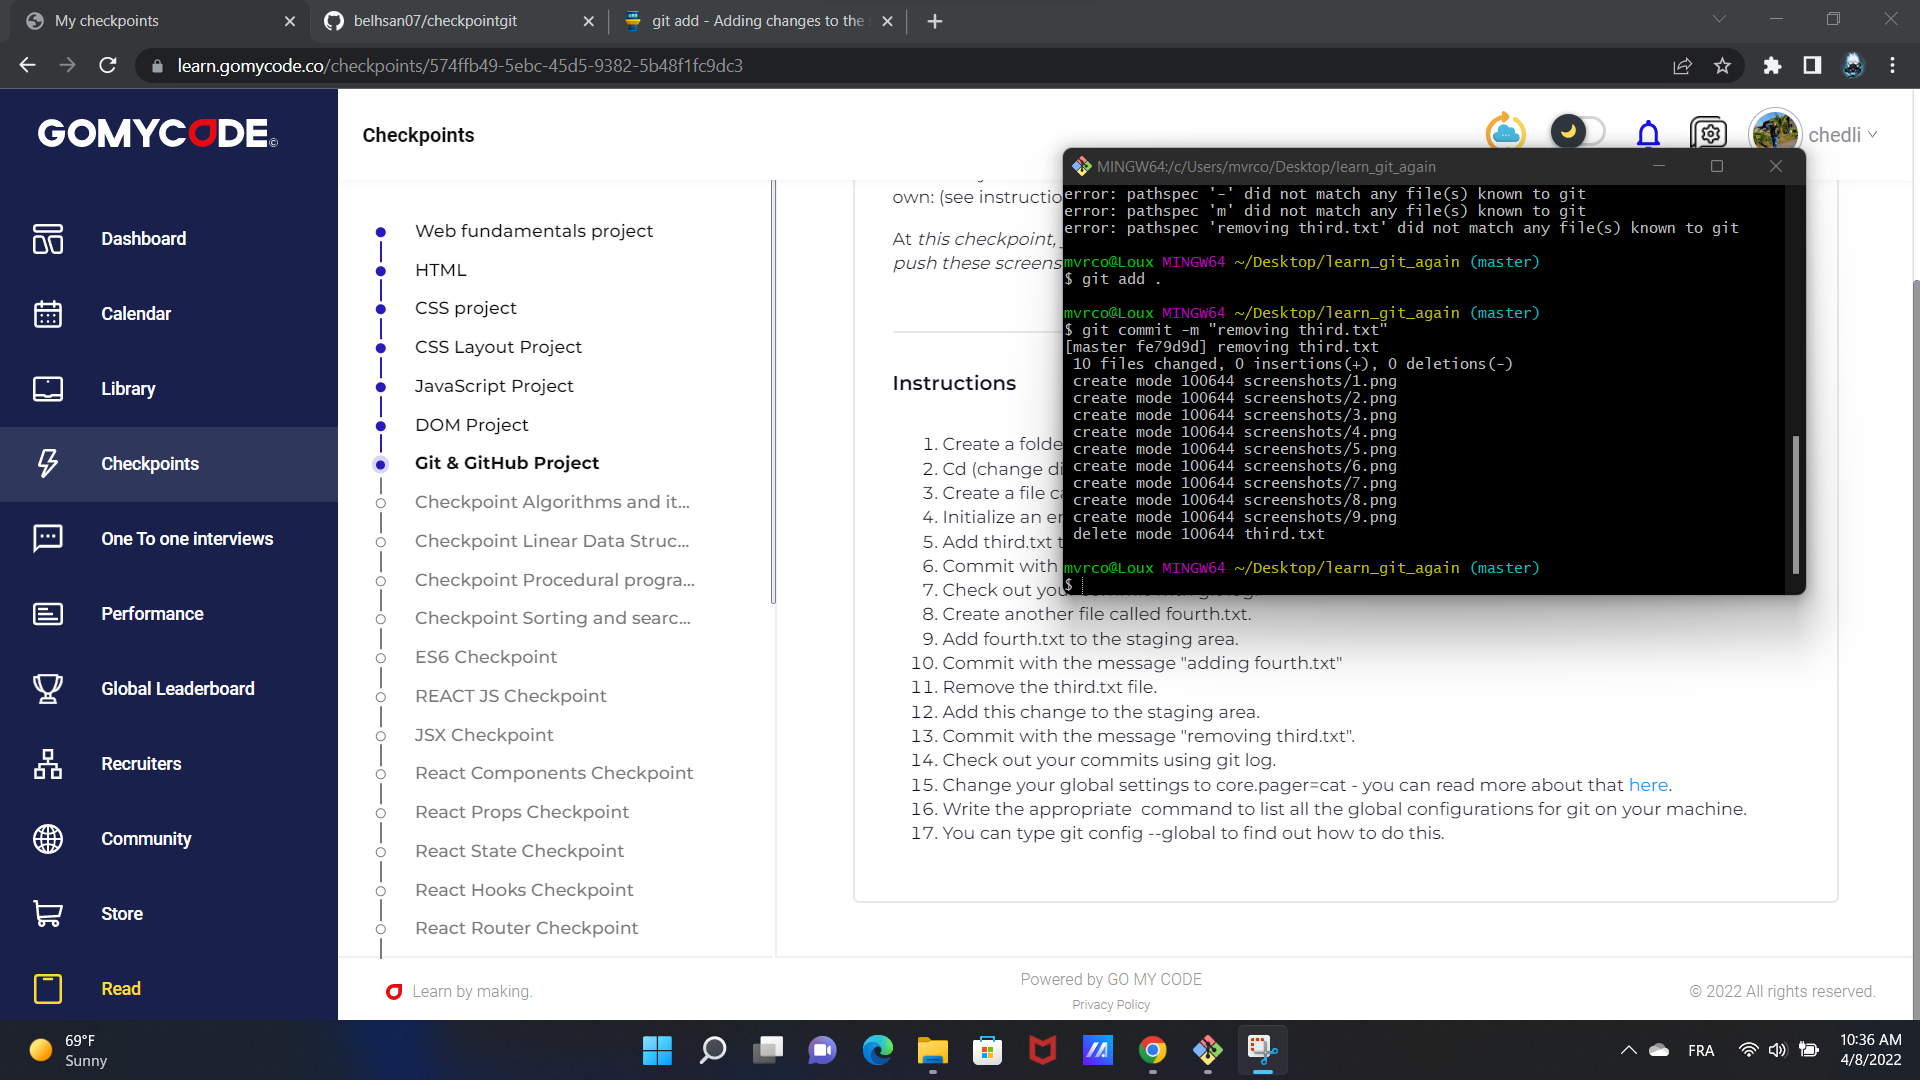 My checkpoints
belhsan07/checkpointgit
git add - Adding changes to the
learn.gomycode.co/checkpoints/574ffb49-5ebc-45d5-9382-5b48f1fc9dc3
GOMYCODE
Checkpoints
chedli
Dashboard
Calendar
Library
Checkpoints
One To one interviews
Performance
Global Leaderboard
Recruiters
Community
Store
Read
Web fundamentals project
HTML
CSS project
CSS Layout Project
JavaScript Project
DOM Project
Git & GitHub Project
Checkpoint Algorithms and it...
Checkpoint Linear Data Struc...
Checkpoint Procedural progra...
Checkpoint Sorting and searc...
ES6 Checkpoint
REACT JS Checkpoint
JSX Checkpoint
React Components Checkpoint
React Props Checkpoint
React State Checkpoint
React Hooks Checkpoint
React Router Checkpoint
own: (see instructio
At this checkpoint,
push these screens
Instructions
1. Create a folde
2. Cd (change di
3. Create a file ca
4. Initialize an en
5. Add third.txt t
6. Commit with
7. Check out your commit with git log.
8. Create another file called fourth.txt.
9. Add fourth.txt to the staging area.
10. Commit with the message "adding fourth.txt"
11. Remove the third.txt file.
12. Add this change to the staging area.
13. Commit with the message "removing third.txt".
14. Check out your commits using git log.
15. Change your global settings to core.pager=cat - you can read more about that here.
16. Write the appropriate command to list all the global configurations for git on your machine.
17. You can type git config --global to find out how to do this.
MINGW64:/c/Users/mvrco/Desktop/learn_git_again
error: pathspec '-' did not match any file(s) known to git
error: pathspec 'm' did not match any file(s) known to git
error: pathspec 'removing third.txt' did not match any file(s) known to git
mvrco@Loux MINGW64 ~/Desktop/learn_git_again (master)
$ git add .
mvrco@Loux MINGW64 ~/Desktop/learn_git_again (master)
$ git commit -m "removing third.txt"
[master fe79d9d] removing third.txt
10 files changed, 0 insertions(+), 0 deletions(-)
create mode 100644 screenshots/1.png
create mode 100644 screenshots/2.png
create mode 100644 screenshots/3.png
create mode 100644 screenshots/4.png
create mode 100644 screenshots/5.png
create mode 100644 screenshots/6.png
create mode 100644 screenshots/7.png
create mode 100644 screenshots/8.png
create mode 100644 screenshots/9.png
delete mode 100644 third.txt
mvrco@Loux MINGW64 ~/Desktop/learn_git_again (master)
$
Learn by making.
Powered by GO MY CODE
Privacy Policy
© 2022 All rights reserved.
69°F
Sunny
FRA
10:36 AM
4/8/2022